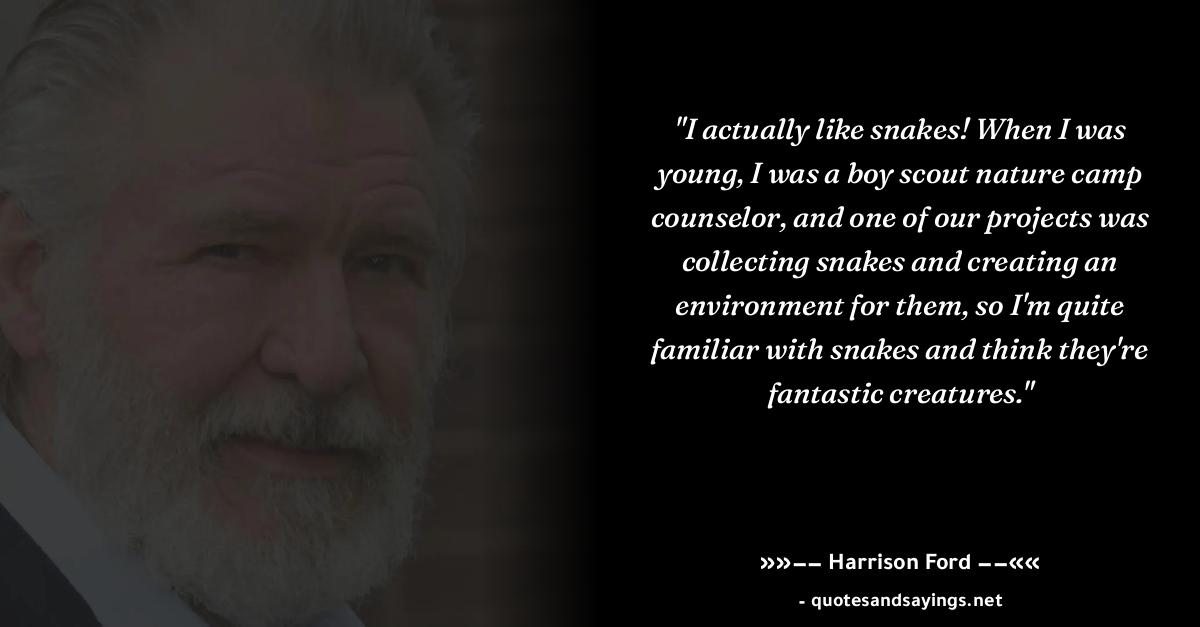 "I actually like snakes! When I was
young, I was a boy scout nature camp
counselor, and one of our projects was
collecting snakes and creating an
environment for them, so I'm quite
familiar with snakes and think they're
fantastic creatures."
»»–– Harrison Ford ––««
- quotesandsayings.net